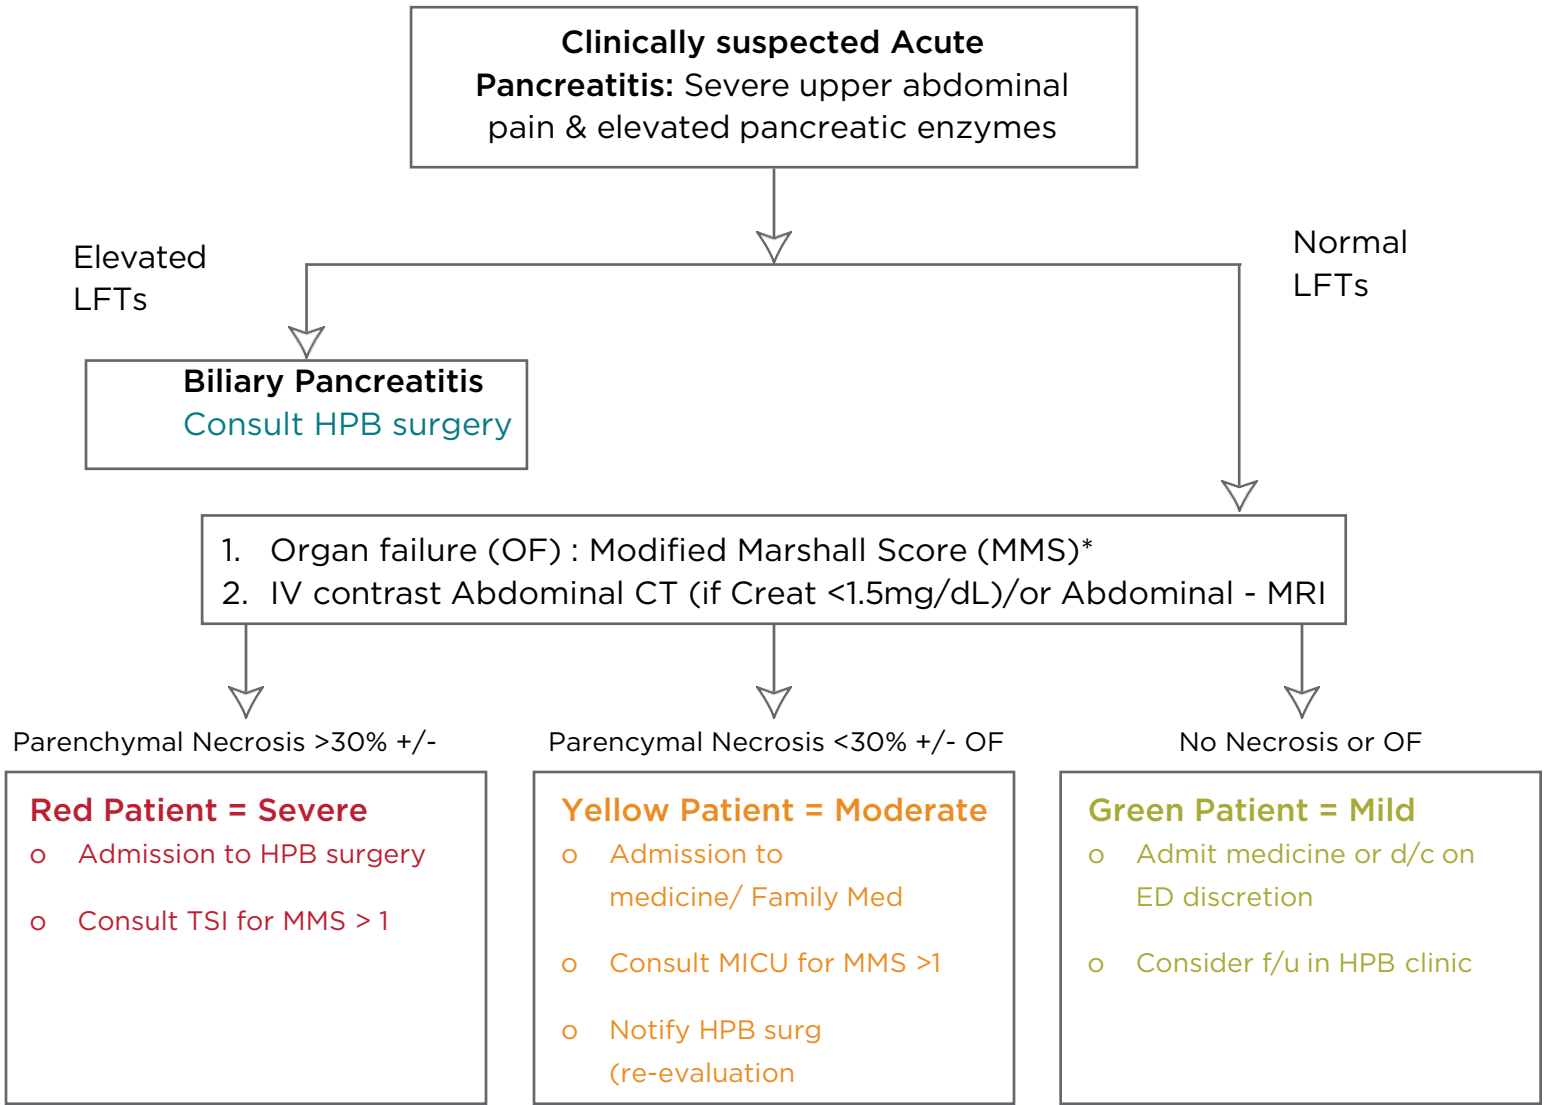 Clinically suspected Acute
Pancreatitis: Severe upper abdominal
pain & elevated pancreatic enzymes
Elevated
LFTs
Normal
LFTs
Biliary Pancreatitis
Consult HPB surgery
1. Organ failure (OF) : Modified Marshall Score (MMS)*
2. IV contrast Abdominal CT (if Creat <1.5mg/dL)/or Abdominal - MRI
Parenchymal Necrosis >30% +/-
Red Patient = Severe
o Admission to HPB surgery
o Consult TSI for MMS > 1
Parencymal Necrosis <30% +/- OF
Yellow Patient = Moderate
o Admission to
medicine/ Family Med
o Consult MICU for MMS >1
o Notify HPB surg
(re-evaluation
No Necrosis or OF
Green Patient = Mild
o Admit medicine or d/c on
ED discretion
o Consider f/u in HPB clinic